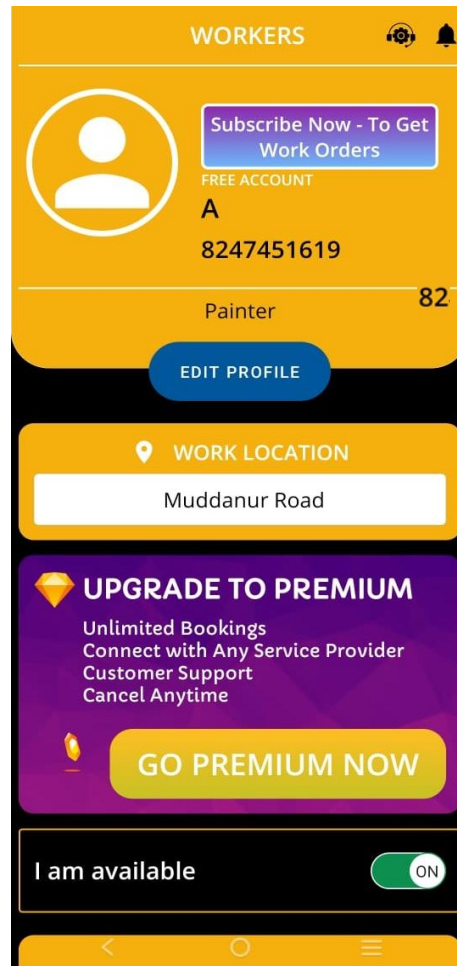 WORKERS
Subscribe Now - To Get
Work Orders
FREE ACCOUNT
A
8247451619
82
Painter
EDIT PROFILE
WORK LOCATION
Muddanur Road
UPGRADE TO PREMIUM
Unlimited Bookings
Connect with Any Service Provider
Customer Support
Cancel Anytime
GO PREMIUM NOW
I am available
ON